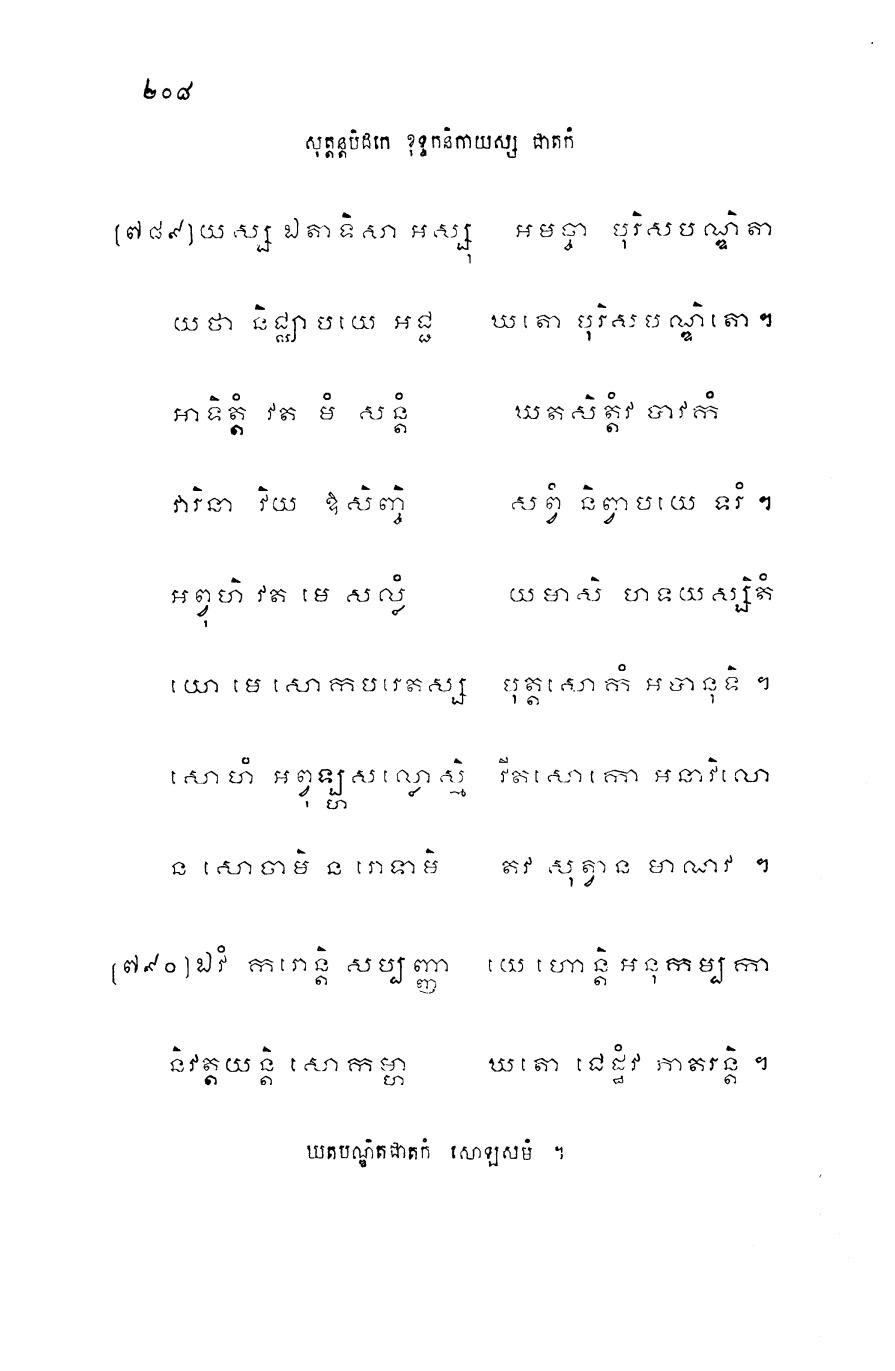 ២០៨
សុត្តន្តបិដកេ ខុទ្ទកនិកាយស្ស ជាតកំ
(៧៨៩) យស្ស ឯតាទិសា អស្សុ អមច្ចា បុរិសបណ្ឌិតា
យថា និជ្ឈាបយេ អជ្ជ ឃតោ បុរិសបណ្ឌិតោ ។
អាទិត្តំ វត មំ សន្តំ ឃតសិត្តំវ បាវកំ
វារិនា វិយ ឱសិញ្ចិ សព្វំ និព្វាបយេ ទរំ ។
អព្វុហិ វត មេ សល្លំ យមាសិ ហទយស្សិតំ
យោ មេ សោកបរេតស្ស បុត្តសោកំ អបានុទិ ។
សោហំ អព្វុឡ្ហសល្លោស្មិ វីតសោកោ អនាវិលោ
ន សោចាមិ ន រោទាមិ តវ សុត្វាន មាណវ ។
(៧៩០) ឯវំ ករោន្តិ សប្បញ្ញា យេ ហោន្តិ អនុកម្បកា
និវត្តយន្តិ សោកម្ហា ឃតោ ជេដ្ឋំវ ភាតរន្តិ ។
ឃតបណ្ឌិតជាតកំ សោឡសមំ ។